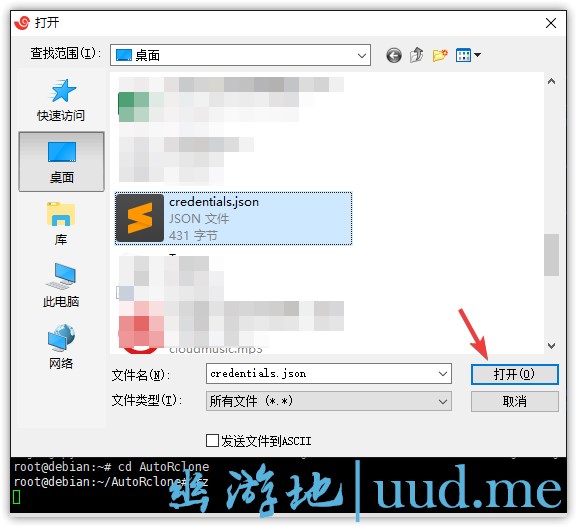 打开
查找范围(I):
桌面
快速访问
桌面
库
此电脑
网络
credentials.json
JSON 文件
431 字节
cloudmusic.mp3
文件名(N):
credentials.json
打开(O)
文件类型(T):
所有文件 (*.*)
取消
发送文件到ASCII
root@debian:~# cd AutoRclone
root@debian:~/AutoRclone# rz
游地|uud.me